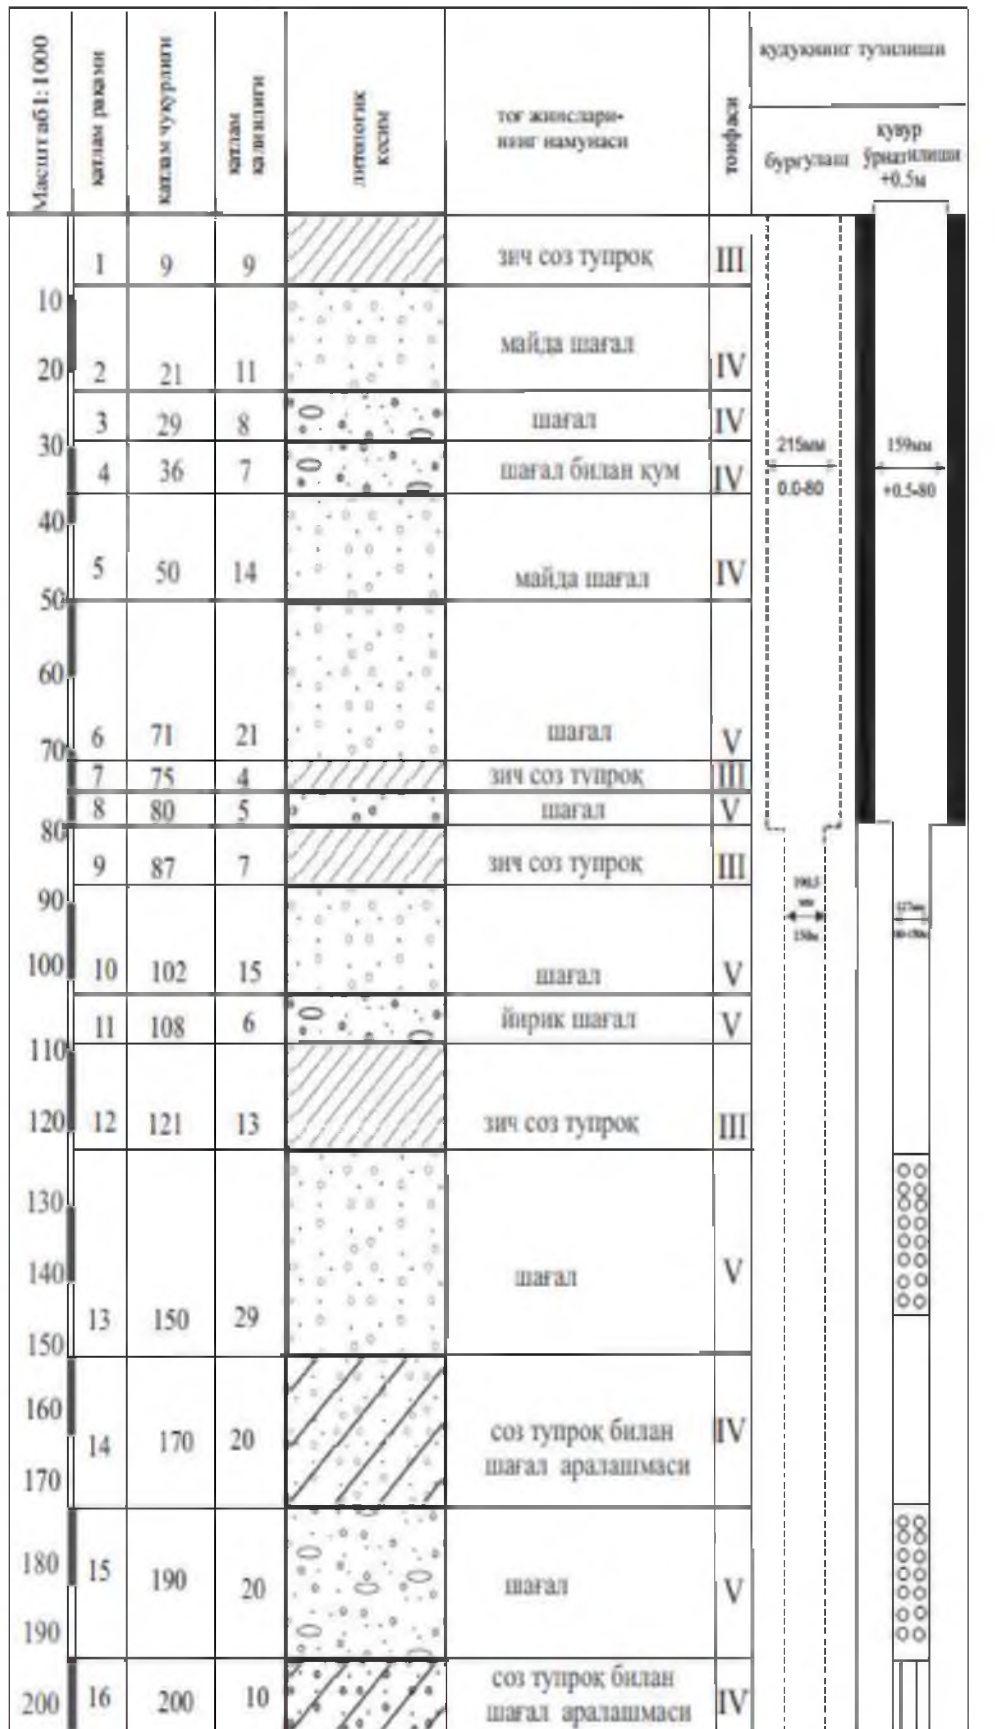 Масштаб1:1000
қатлам рақами
қатлам чуқурлиги
қатлам
қалинлиги
литологик
кесим
тоғ жинслари-
нинг намунаси
тоифаси
қудуқнинг тузилиши
бурғулаш
қувур
ўрнатилиши
+0.5м
1 9 9 зич соз тупроқ III
10
20 2 21 11 майда шағал IV
3 29 8 шағал IV
30
4 36 7 шағал билан қум IV
215мм
0.0-80
159мм
+0.5-80
40
5 50 14 майда шағал IV
50
60
70 6 71 21 шағал V
7 75 4 зич соз тупроқ III
8 80 5 шағал V
80
9 87 7 зич соз тупроқ III
90
190.5
мм
150м
127мм
100 10 102 15 шағал V
11 108 6 йирик шағал V
110
120 12 121 13 зич соз тупроқ III
130
140
13 150 29 шағал V
150
160
14 170 20 соз тупроқ билан IV
шағал аралашмаси
170
180 15 190 20 шағал V
190
200 16 200 10 соз тупроқ билан IV
шағал аралашмаси